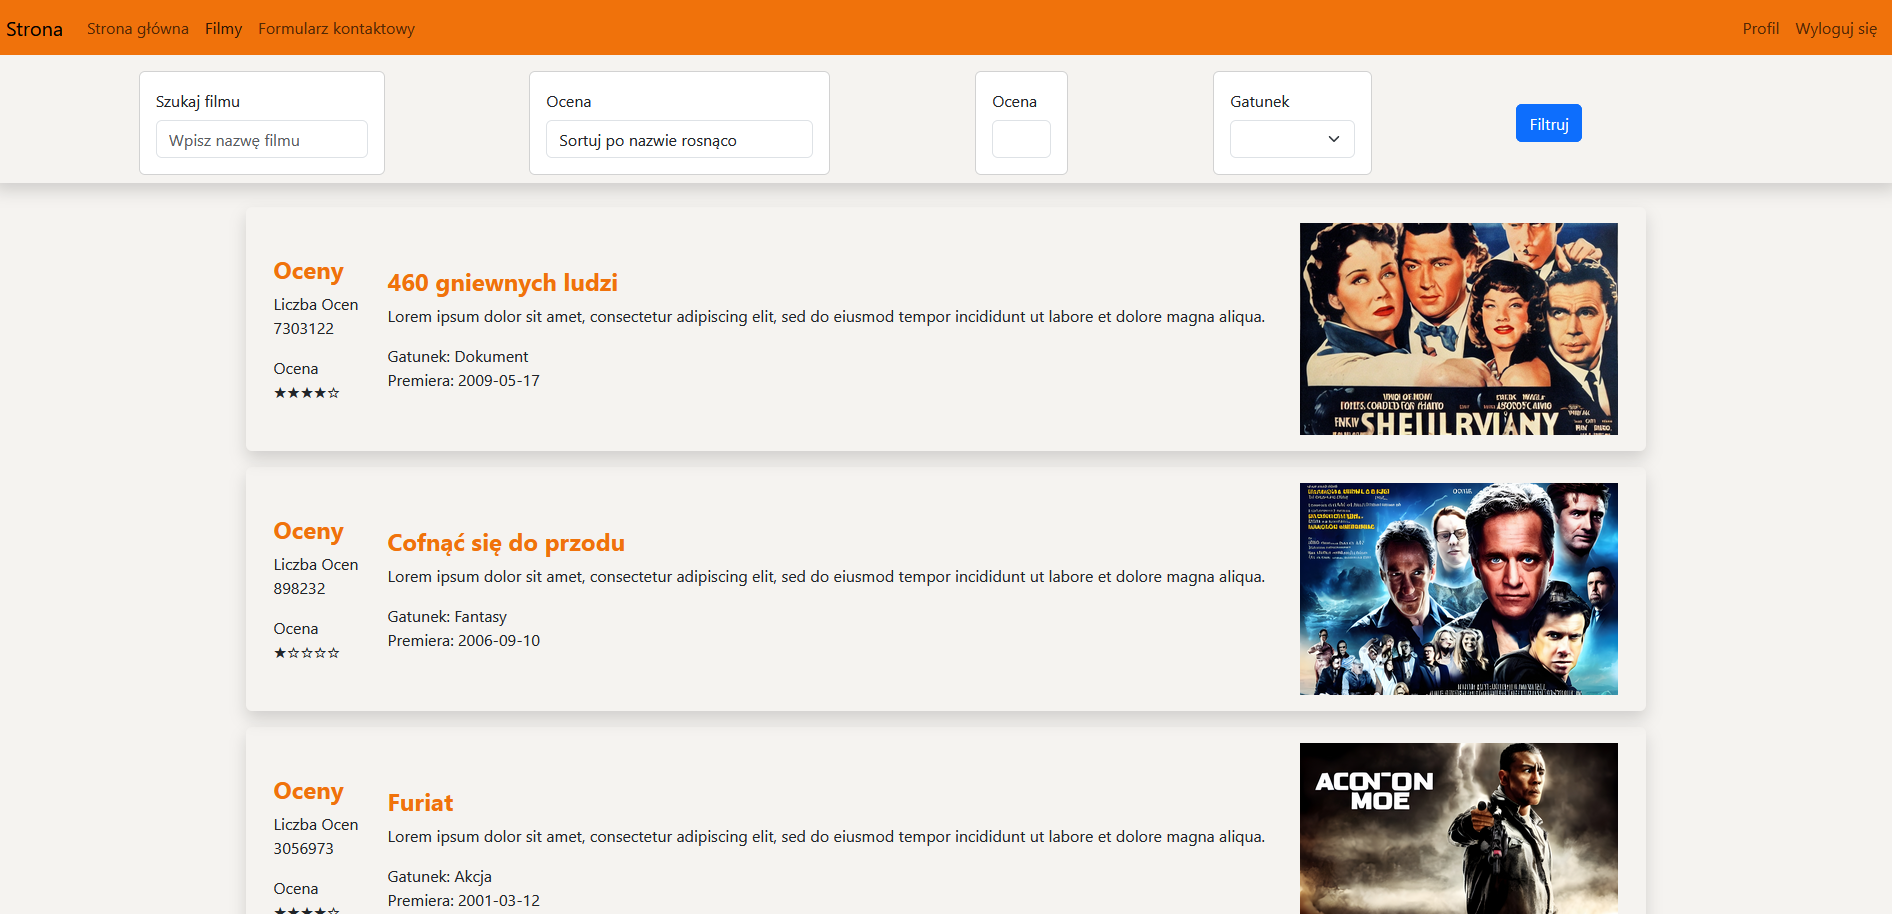 Strona Strona główna Filmy Formularz kontaktowy Profil Wyloguj się
Szukaj filmu
Wpisz nazwę filmu
Ocena
Sortuj po nazwie rosnąco
Ocena
Gatunek
Filtruj
Oceny
Liczba Ocen
7303122
Ocena
★★★★☆
460 gniewnych ludzi
Lorem ipsum dolor sit amet, consectetur adipiscing elit, sed do eiusmod tempor incididunt ut labore et dolore magna aliqua.
Gatunek: Dokument
Premiera: 2009-05-17
SHEULRVIANY
Oceny
Liczba Ocen
898232
Ocena
★☆☆☆☆
Cofnąć się do przodu
Lorem ipsum dolor sit amet, consectetur adipiscing elit, sed do eiusmod tempor incididunt ut labore et dolore magna aliqua.
Gatunek: Fantasy
Premiera: 2006-09-10
Oceny
Liczba Ocen
3056973
Ocena
★★★★☆
Furiat
Lorem ipsum dolor sit amet, consectetur adipiscing elit, sed do eiusmod tempor incididunt ut labore et dolore magna aliqua.
Gatunek: Akcja
Premiera: 2001-03-12
ACON-ON
MOE